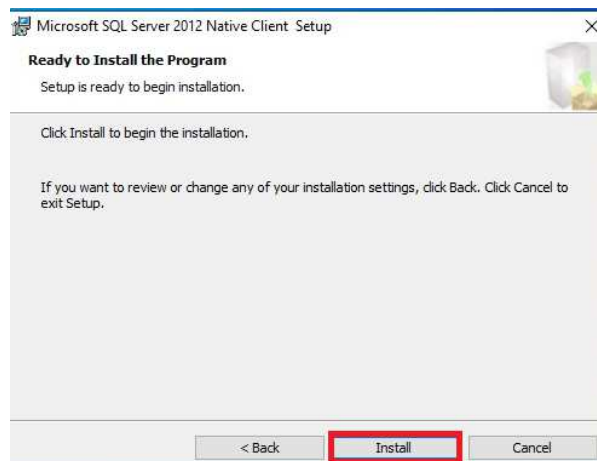 Microsoft SQL Server 2012 Native Client Setup
Ready to Install the Program
Setup is ready to begin installation.
Click Install to begin the installation.
If you want to review or change any of your installation settings, click Back. Click Cancel to
exit Setup.
< Back Install Cancel